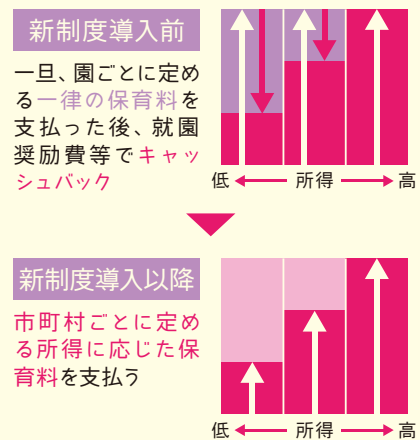 新制度導入前
一旦、園ごとに定め
る一律の保育料を
支払った後、就園
奨励費等でキャッ
シュバック
低 所得 高
新制度導入以降
市町村ごとに定め
る所得に応じた保
育料を支払う
低 所得 高